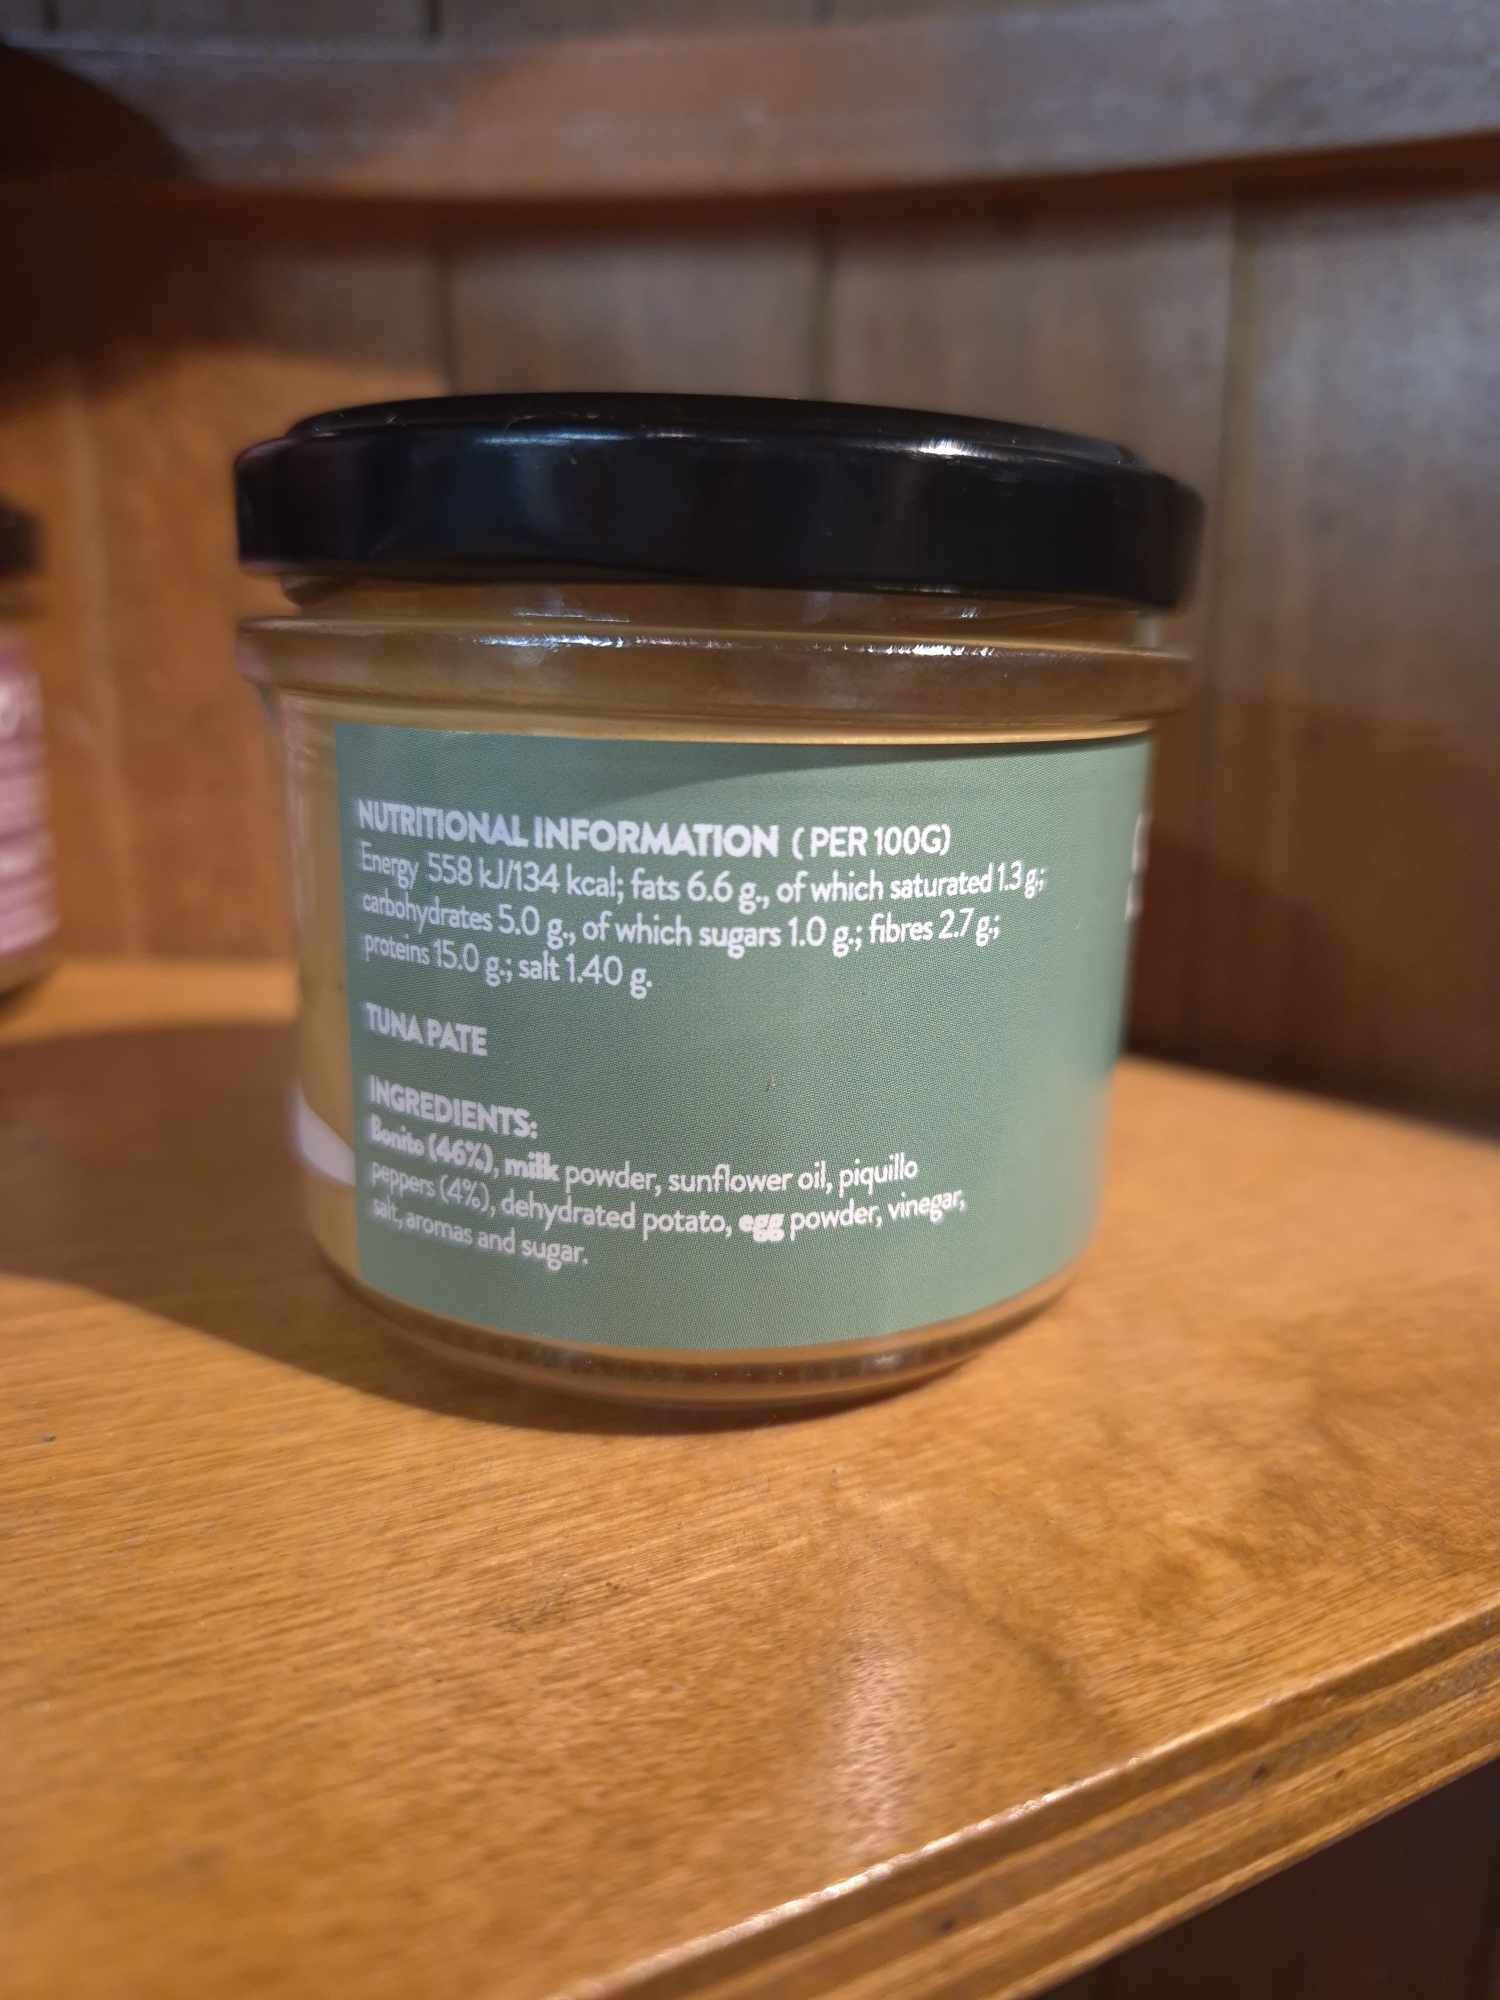 NUTRITIONAL INFORMATION ( PER 100G)
Energy 558 kJ/134 kcal; fats 6.6 g., of which saturated 1.3 g.;
carbohydrates 5.0 g., of which sugars 1.0 g.; fibres 2.7 g.;
proteins 15.0 g.; salt 1.40 g.
TUNA PATE
INGREDIENTS:
Bonito (46%), milk powder, sunflower oil, piquillo
peppers (4%), dehydrated potato, egg powder, vinegar,
salt, aromas and sugar.